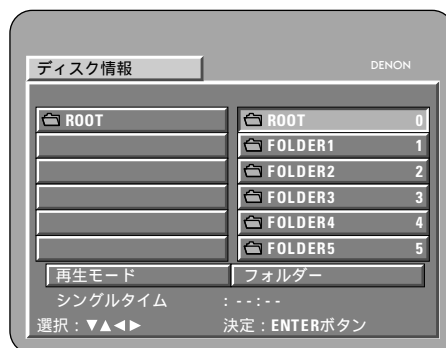 ディスク情報 DENON
ROOT ROOT 0
FOLDER1 1
FOLDER2 2
FOLDER3 3
FOLDER4 4
FOLDER5 5
再生モード フォルダー
シングルタイム : --:--
選択：▼▲◀▶ 決定：ENTERボタン